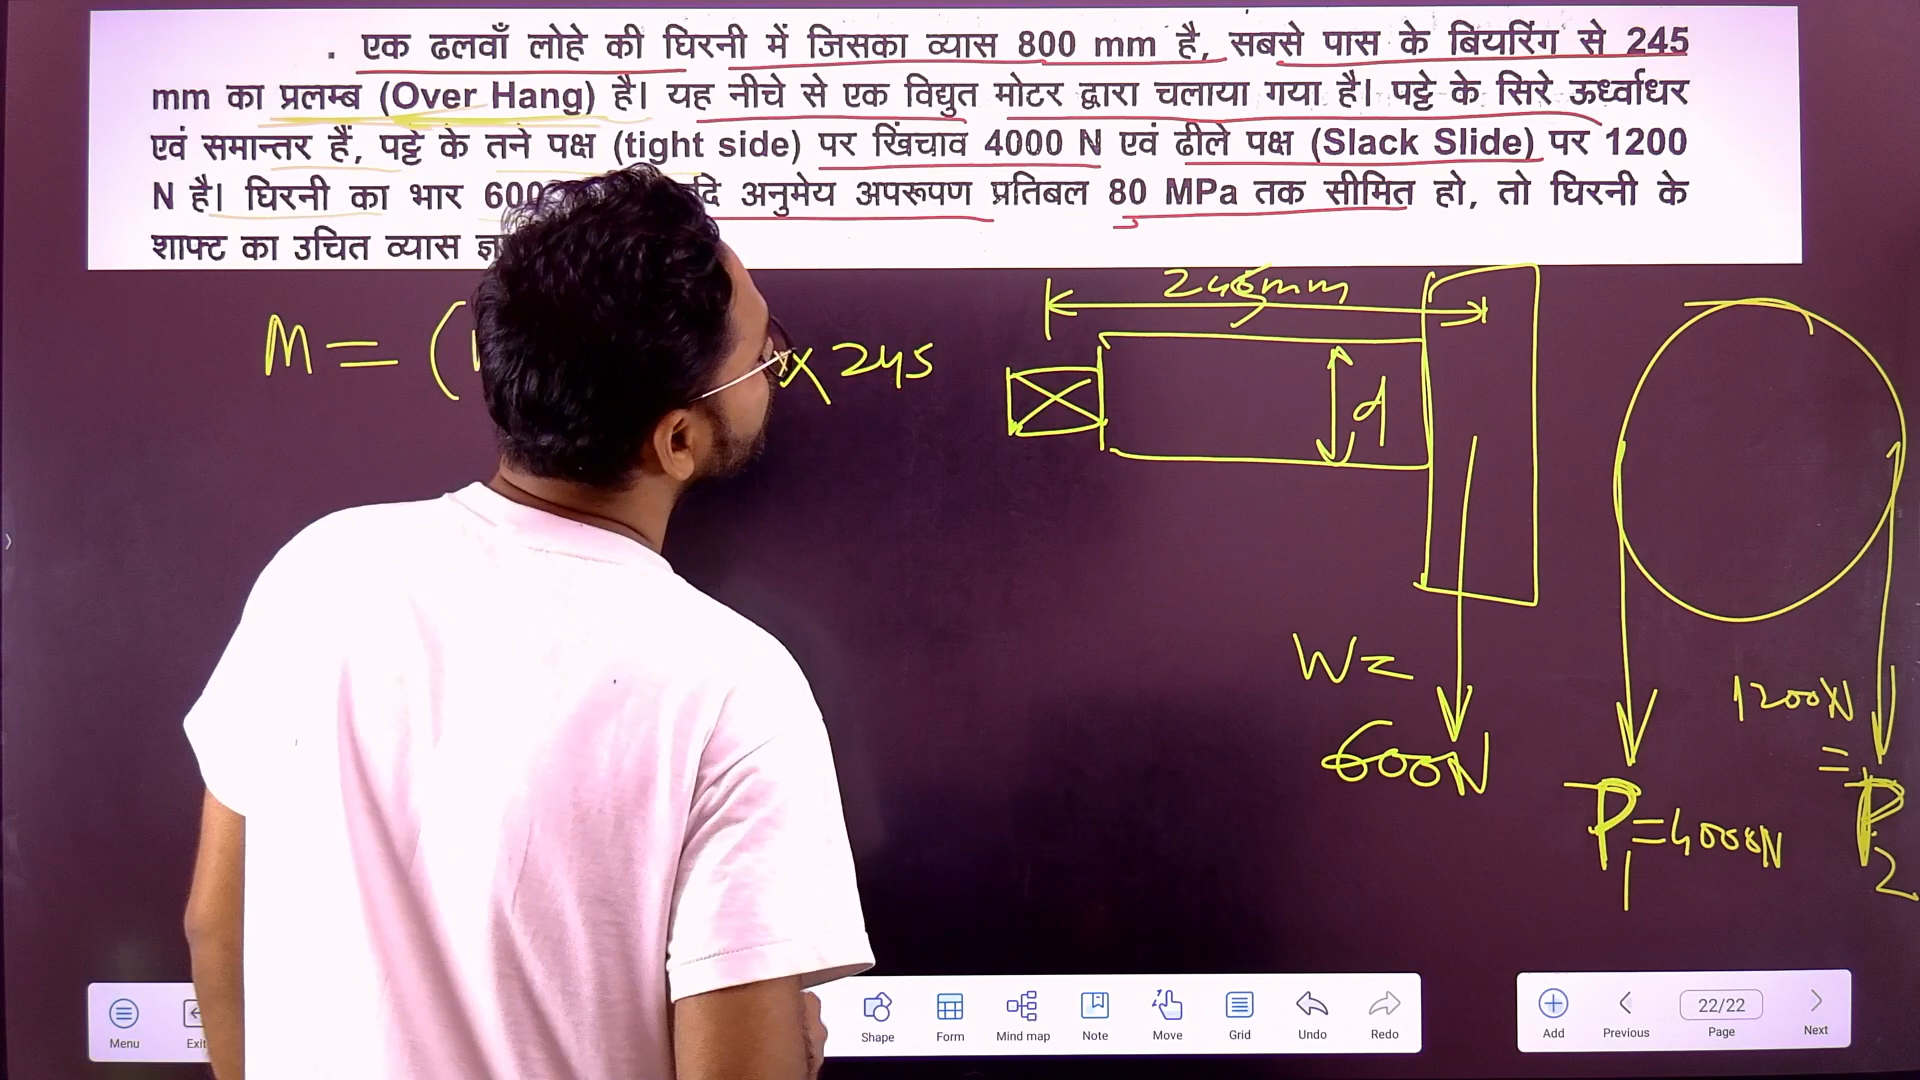 . एक ढलवाँ लोहे की घिरनी में जिसका व्यास 800 mm है, सबसे पास के बियरिंग से 245
mm का प्रलम्ब (Over Hang) है। यह नीचे से एक विद्युत मोटर द्वारा चलाया गया है। पट्टे के सिरे ऊर्ध्वाधर
एवं समान्तर हैं, पट्टे के तने पक्ष (tight side) पर खिंचाव 4000 N एवं ढीले पक्ष (Slack Slide) पर 1200
N है। घिरनी का भार 600 अनुमेय अपरूपण प्रतिबल 80 MPa तक सीमित हो, तो घिरनी के
शाफ्ट का उचित व्यास
245mm
M = ( × 245
d
W =
600N
1200N
=
P1 = 4000N
P2
Menu
Shape
Form
Mind map
Note
Move
Grid
Undo
Redo
Add
Previous
22/22
Page
Next